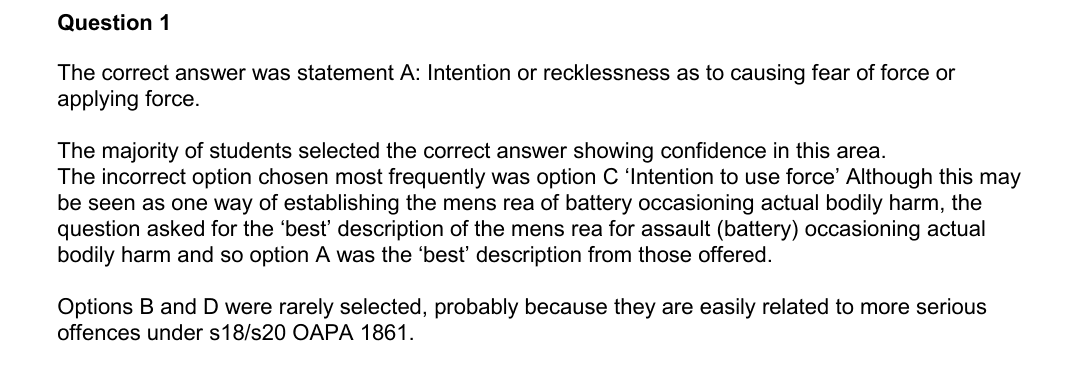 Question 1
The correct answer was statement A: Intention or recklessness as to causing fear of force or
applying force.
The majority of students selected the correct answer showing confidence in this area.
The incorrect option chosen most frequently was option C ‘Intention to use force’ Although this may
be seen as one way of establishing the mens rea of battery occasioning actual bodily harm, the
question asked for the ‘best’ description of the mens rea for assault (battery) occasioning actual
bodily harm and so option A was the ‘best’ description from those offered.
Options B and D were rarely selected, probably because they are easily related to more serious
offences under s18/s20 OAPA 1861.